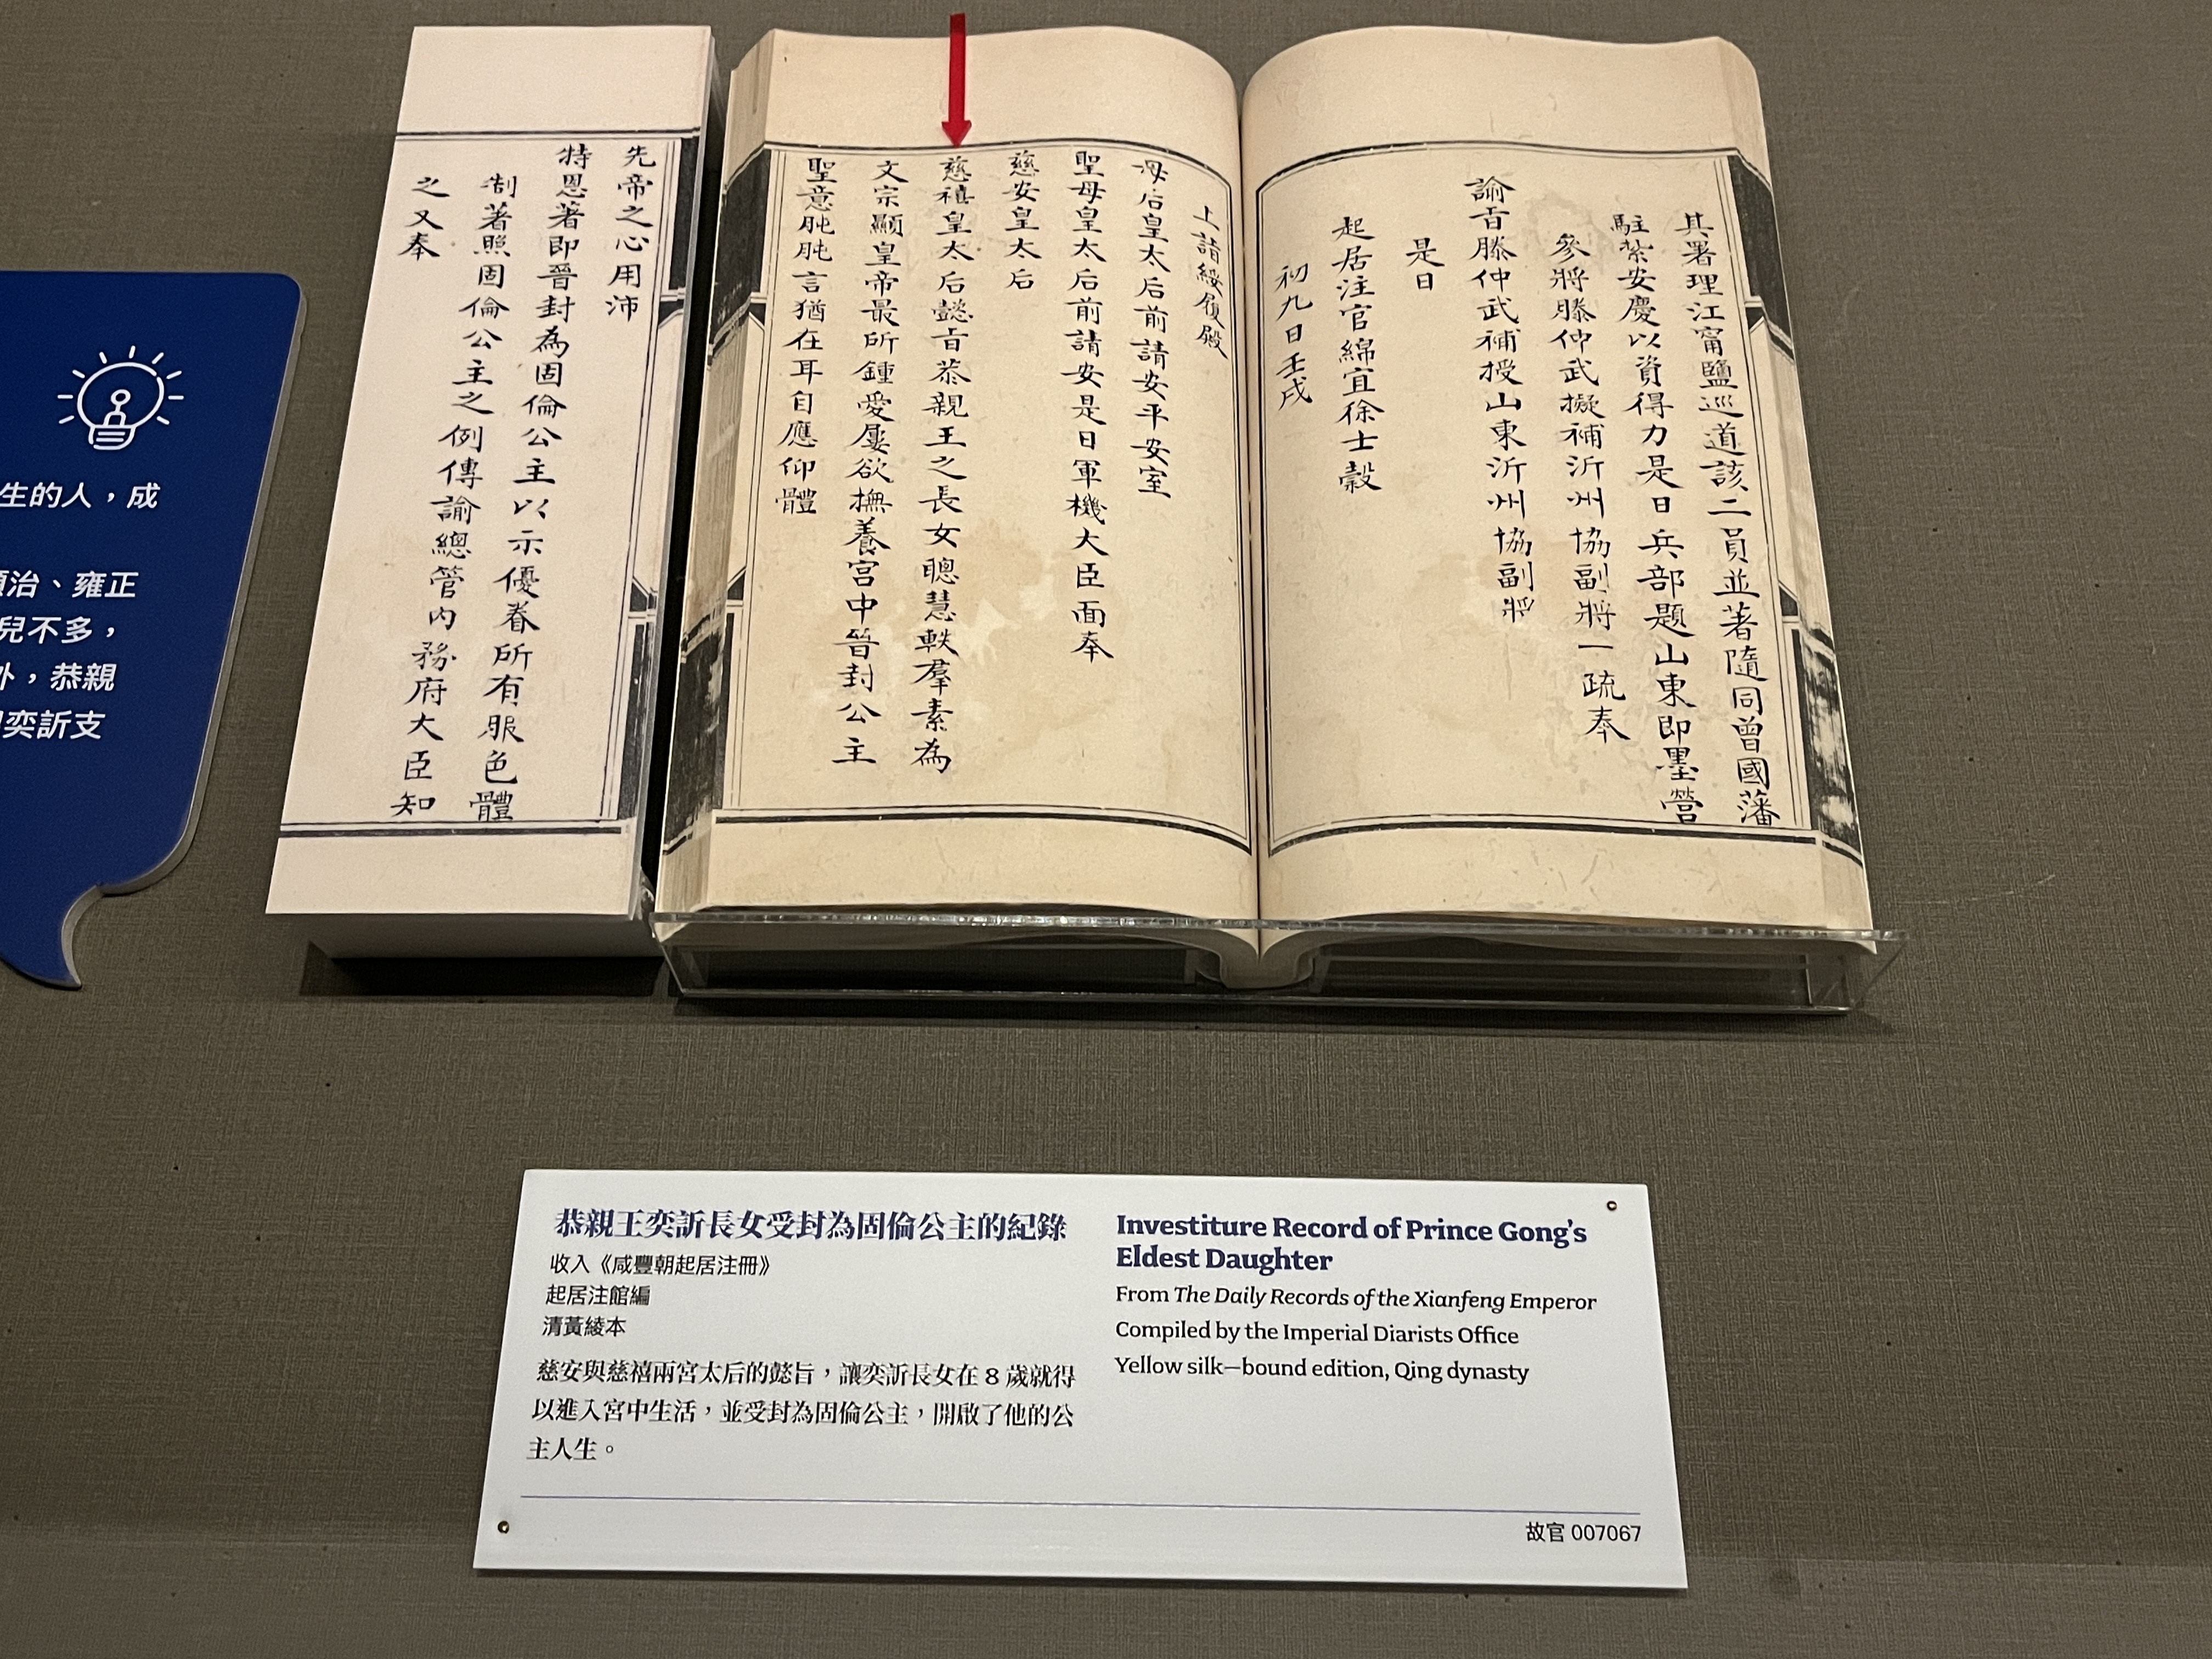 其署理江甯鹽巡道該二員並著隨同曾國藩
駐紮安慶以資得力是日兵部題山東即墨營
參將滕仲武擬補沂州協副將一疏奉
諭旨滕仲武補授山東沂州協副將
是日
起居注官綿宜徐士榖
初九日壬戌
上詣綏履殿
母后皇太后前請安平安室
聖母皇太后前請安是日軍機大臣面奉
慈安皇太后
慈禧皇太后懿旨恭親王之長女聰慧軼羣素為
文宗顯皇帝最所鍾愛屢欲撫養宮中晉封公主
聖意肫肫言猶在耳自應仰體
先帝之心用沛
特恩著即晉封為固倫公主以示優眷所有服色體
制著照固倫公主之例傳諭總管內務府大臣知
之又奉
生的人，成
治、雍正
兒不多，
外，恭親
奕訢支
恭親王奕訢長女受封為固倫公主的紀錄
收入《咸豐朝起居注冊》
起居注館編
清黃綾本
慈安與慈禧兩宮太后的懿旨，讓奕訢長女在 8 歲就得
以進入宮中生活，並受封為固倫公主，開啟了他的公
主人生。
Investiture Record of Prince Gong's
Eldest Daughter
From The Daily Records of the Xianfeng Emperor
Compiled by the Imperial Diarists Office
Yellow silk—bound edition, Qing dynasty
故官 007067